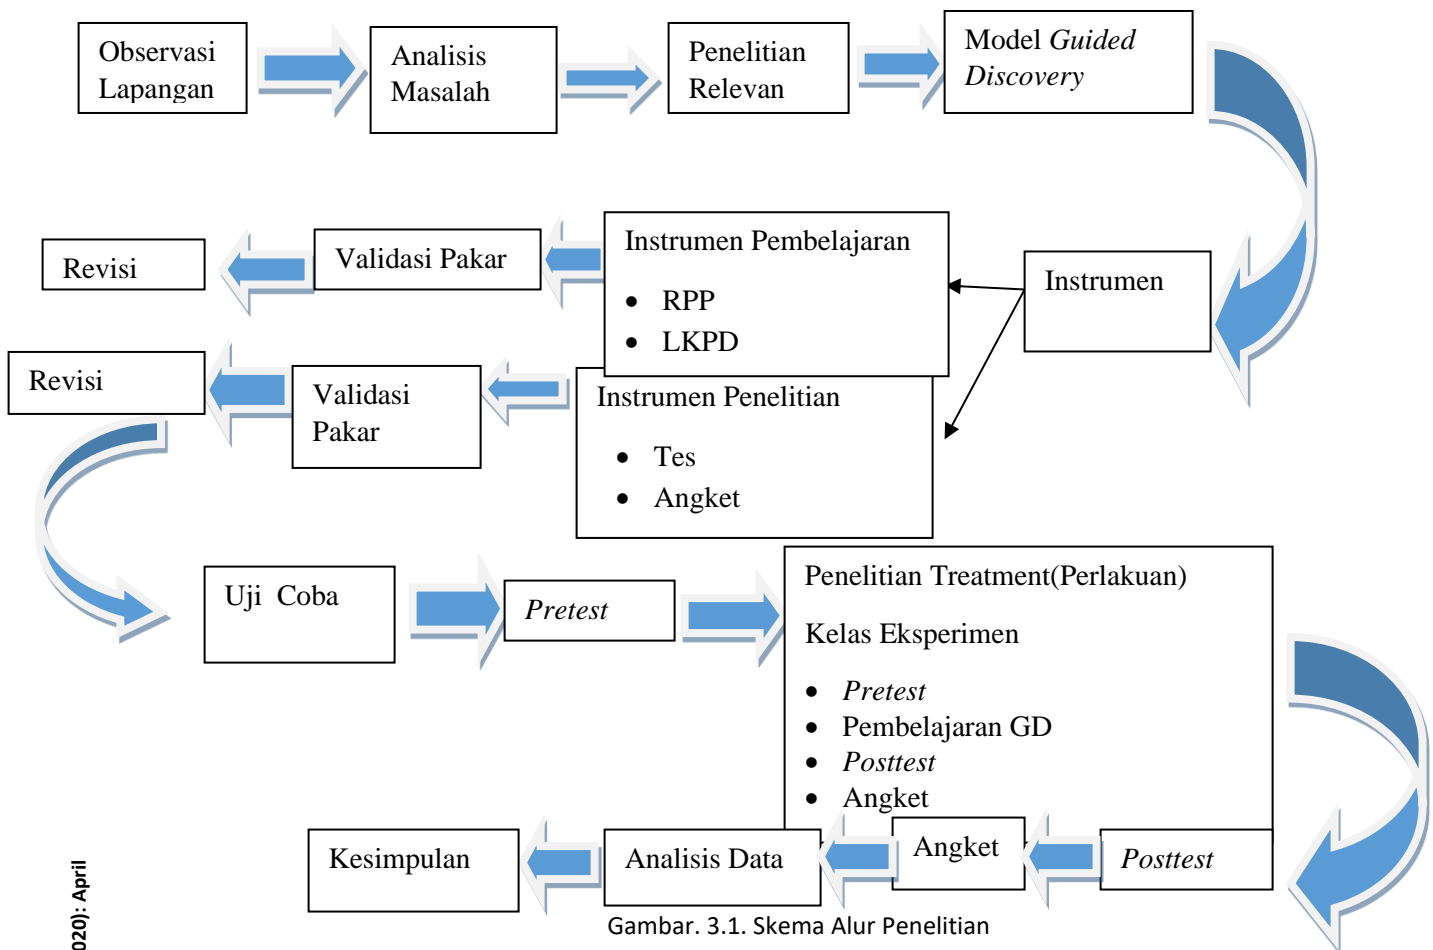 Observasi
Lapangan
Analisis
Masalah
Penelitian
Relevan
Model Guided
Discovery
Instrumen
Instrumen Pembelajaran
• RPP
• LKPD
Validasi Pakar
Revisi
Instrumen Penelitian
• Tes
• Angket
Validasi
Pakar
Revisi
Uji Coba
Pretest
Penelitian Treatment(Perlakuan)
Kelas Eksperimen
• Pretest
• Pembelajaran GD
• Posttest
• Angket
Posttest
Angket
Analisis Data
Kesimpulan
Gambar. 3.1. Skema Alur Penelitian
020): April